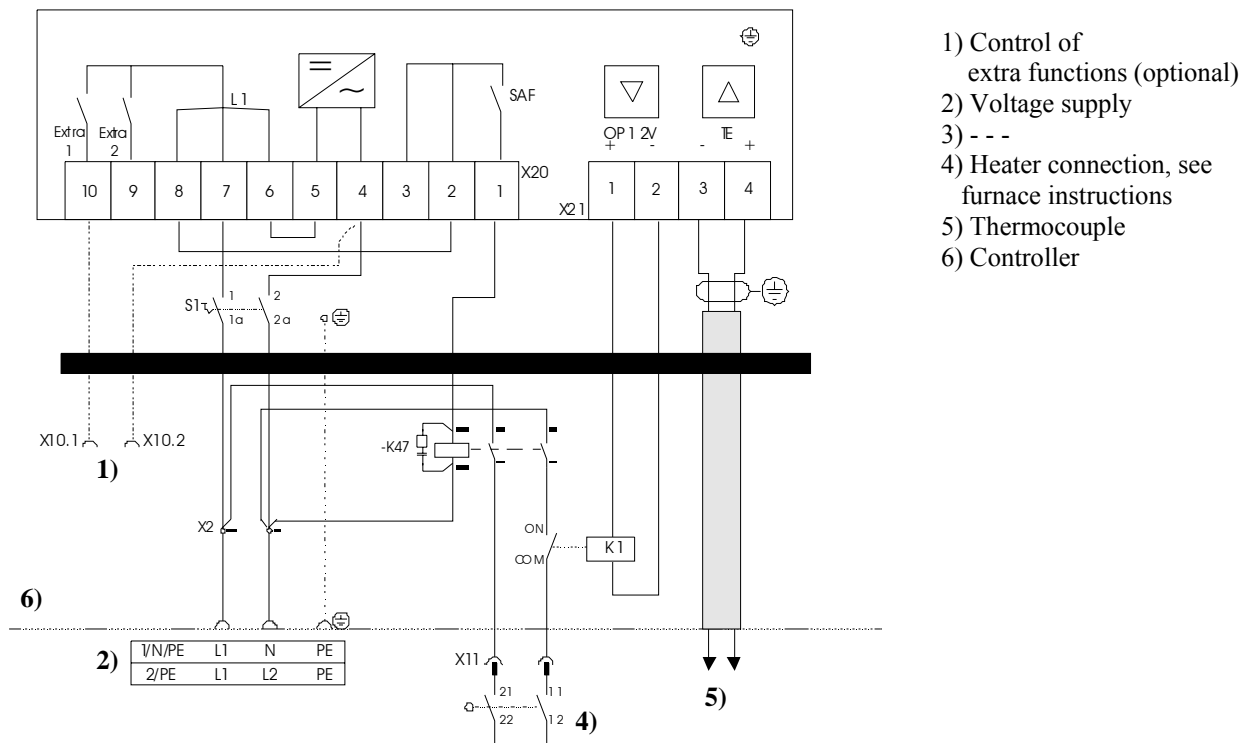 L1
SAF
Extra 1
Extra 2
OP1 2V
+ -
TE
- +
X20
10 9 8 7 6 5 4 3 2 1
X21
1 2 3 4
S1
1 2
1a 2a
X10.1 X10.2
1)
-K47
X2
ON
COM
K1
6)
2)
1/N/PE L1 N PE
2/PE L1 L2 PE
X11
21 11
22 12
4)
5)
1) Control of
extra functions (optional)
2) Voltage supply
3) - - -
4) Heater connection, see
furnace instructions
5) Thermocouple
6) Controller